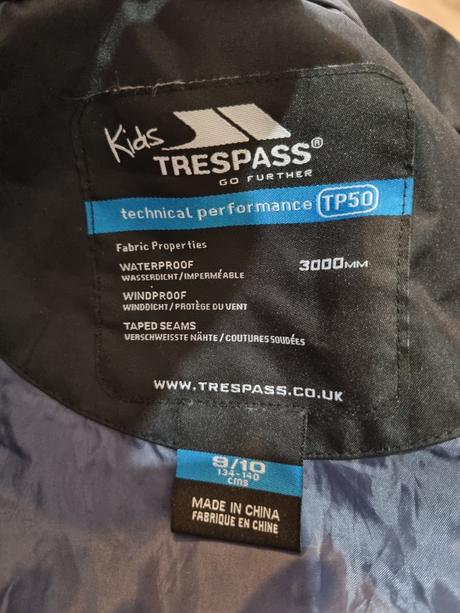 Kids
TRESPASS®
GO FURTHER
technical performance TP50
Fabric Properties
WATERPROOF 3000MM
WASSERDICHT/IMPERMÉABLE
WINDPROOF
WINDDICHT/PROTÈGE DU VENT
TAPED SEAMS
VERSCHWEISSTE NÄHTE/COUTURES SOUDÉES
WWW.TRESPASS.CO.UK
9/10
134-140
cms
MADE IN CHINA
FABRIQUE EN CHINE